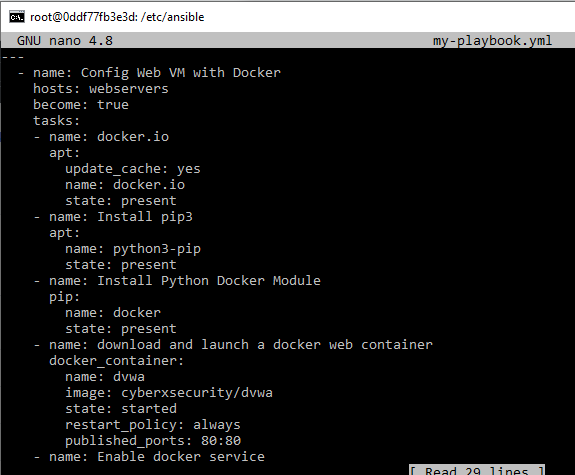 root@0ddf77fb3e3d: /etc/ansible
GNU nano 4.8 my-playbook.yml
---
  - name: Config Web VM with Docker
    hosts: webservers
    become: true
    tasks:
    - name: docker.io
      apt:
        update_cache: yes
        name: docker.io
        state: present
    - name: Install pip3
      apt:
        name: python3-pip
        state: present
    - name: Install Python Docker Module
      pip:
        name: docker
        state: present
    - name: download and launch a docker web container
      docker_container:
        name: dvwa
        image: cyberxsecurity/dvwa
        state: started
        restart_policy: always
        published_ports: 80:80
    - name: Enable docker service
[ Read 29 lines ]